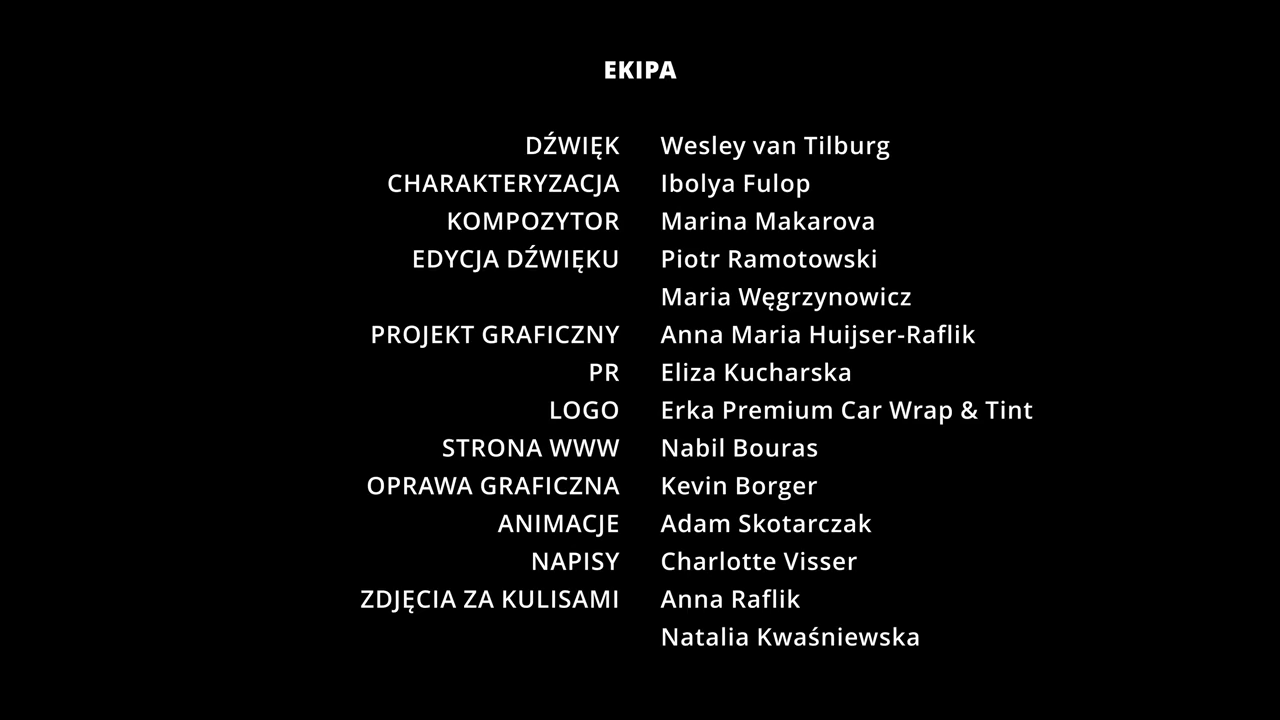 EKIPA
DŹWIĘK Wesley van Tilburg
CHARAKTERYZACJA Ibolya Fulop
KOMPOZYTOR Marina Makarova
EDYCJA DŹWIĘKU Piotr Ramotowski
Maria Węgrzynowicz
PROJEKT GRAFICZNY Anna Maria Huijser-Raflik
PR Eliza Kucharska
LOGO Erka Premium Car Wrap & Tint
STRONA WWW Nabil Bouras
OPRAWA GRAFICZNA Kevin Borger
ANIMACJE Adam Skotarczak
NAPISY Charlotte Visser
ZDJĘCIA ZA KULISAMI Anna Raflik
Natalia Kwaśniewska